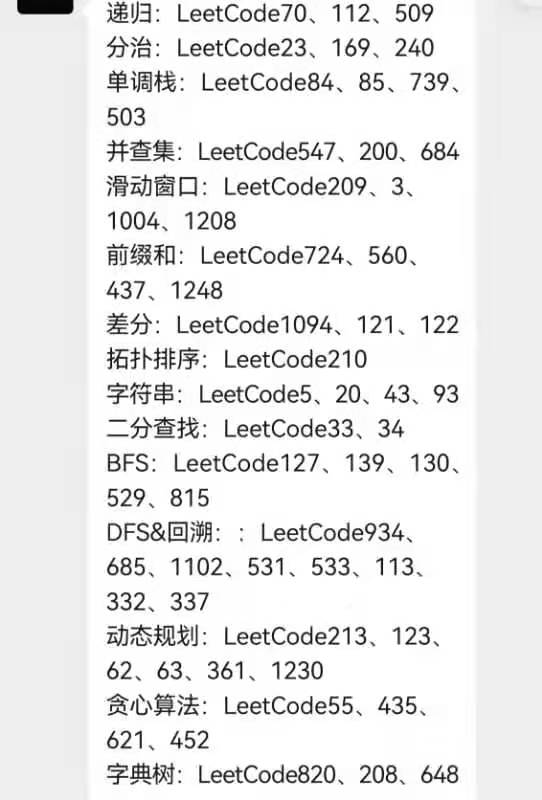 递归：LeetCode70、112、509
分治：LeetCode23、169、240
单调栈：LeetCode84、85、739、
503
并查集：LeetCode547、200、684
滑动窗口：LeetCode209、3、
1004、1208
前缀和：LeetCode724、560、
437、1248
差分：LeetCode1094、121、122
拓扑排序：LeetCode210
字符串：LeetCode5、20、43、93
二分查找：LeetCode33、34
BFS：LeetCode127、139、130、
529、815
DFS&回溯：：LeetCode934、
685、1102、531、533、113、
332、337
动态规划：LeetCode213、123、
62、63、361、1230
贪心算法：LeetCode55、435、
621、452
字典树：LeetCode820、208、648